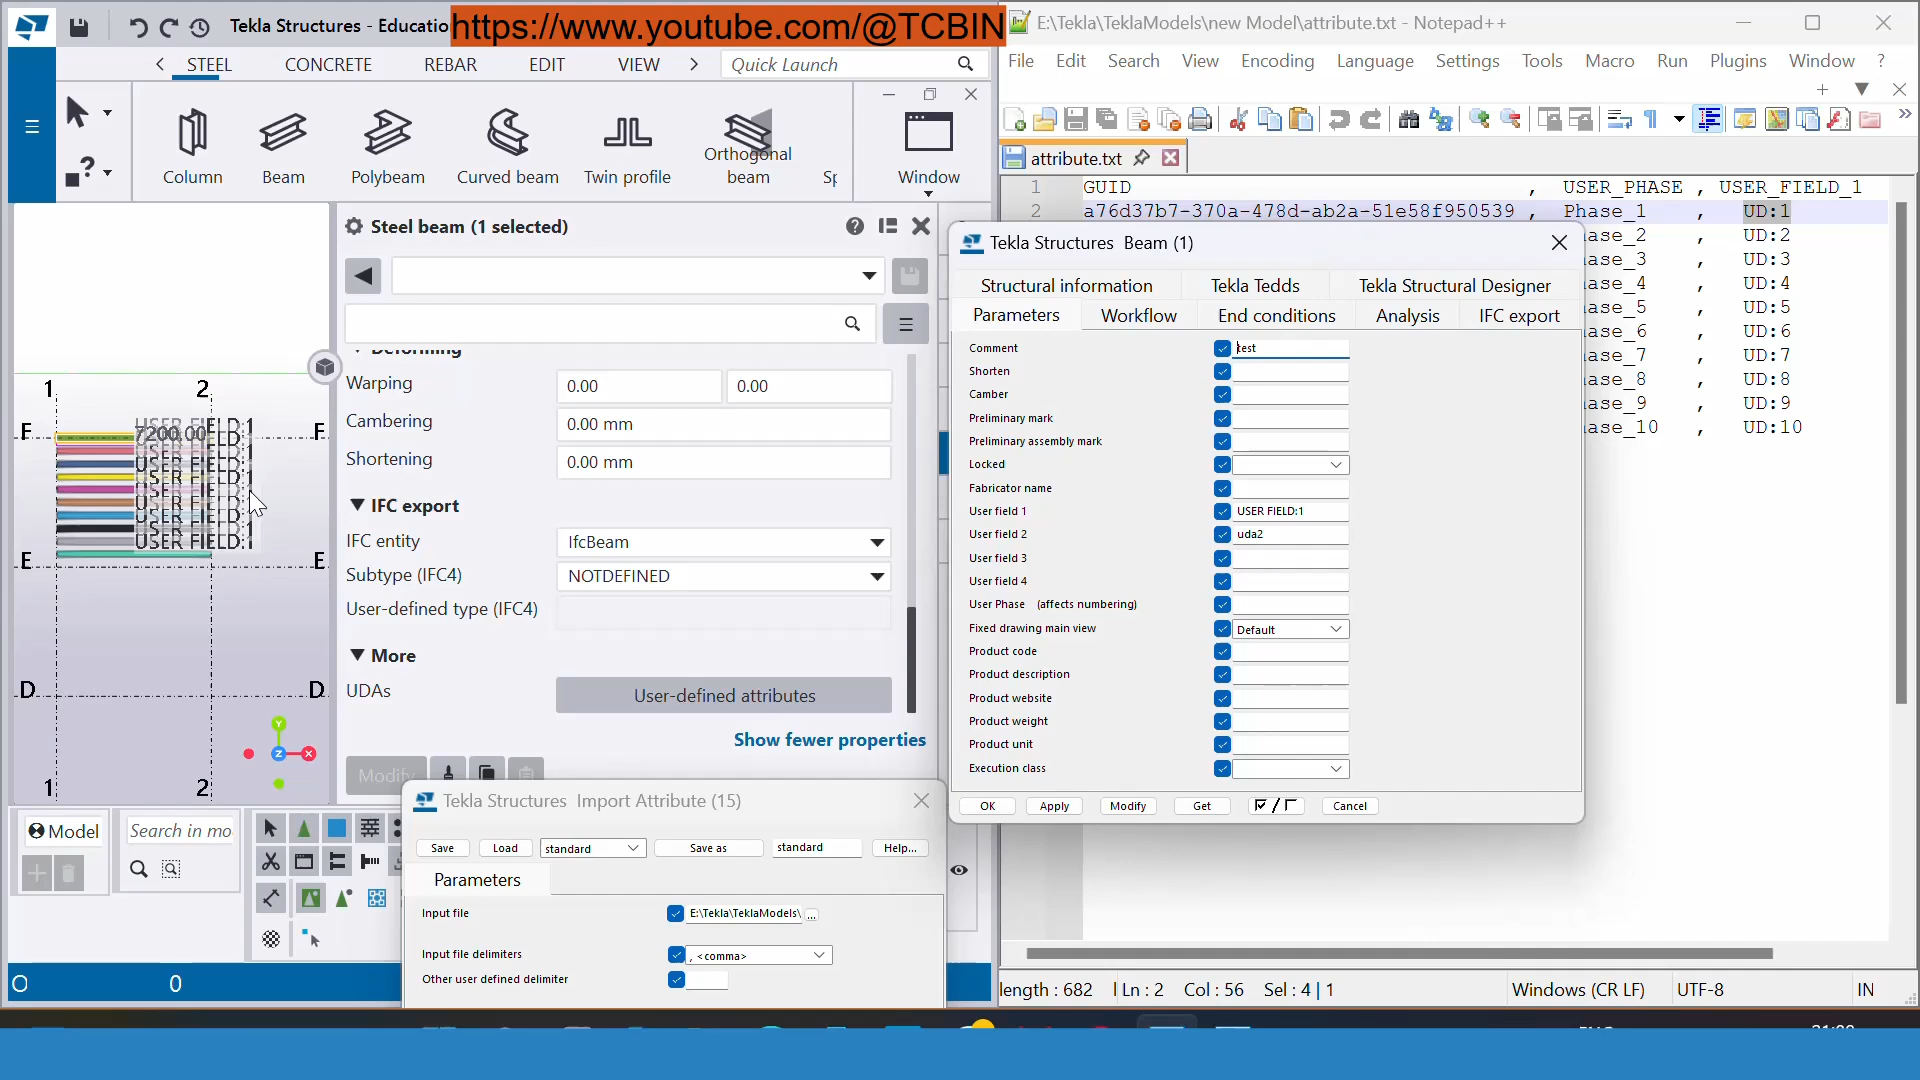 Tekla Structures - Educatio
https://www.youtube.com/@TCBIN
STEEL
CONCRETE
REBAR
EDIT
VIEW
Quick Launch
Column
Beam
Polybeam
Curved beam
Twin profile
Orthogonal
beam
Sp
Window
Steel beam (1 selected)
Warping
0.00
0.00
Cambering
0.00 mm
Shortening
0.00 mm
IFC export
IFC entity
IfcBeam
Subtype (IFC4)
NOTDEFINED
User-defined type (IFC4)
More
UDAs
User-defined attributes
Show fewer properties
Modify
1
2
F
F
7200.00
USER FIELD:1
E
E
D
D
Y
Z
X
1
2
Model
Search in mo
O
0
Tekla Structures Import Attribute (15)
Save
Load
standard
Save as
standard
Help...
Parameters
Input file
E:\Tekla\TeklaModels\
...
Input file delimiters
, <comma>
Other user defined delimiter
E:\Tekla\TeklaModels\new Model\attribute.txt - Notepad++
File
Edit
Search
View
Encoding
Language
Settings
Tools
Macro
Run
Plugins
Window
?
attribute.txt
1 GUID , USER_PHASE , USER_FIELD_1
2 a76d37b7-370a-478d-ab2a-51e58f950539 , Phase_1 , UD:1
ase_2 , UD:2
ase_3 , UD:3
ase_4 , UD:4
ase_5 , UD:5
ase_6 , UD:6
ase_7 , UD:7
ase_8 , UD:8
ase_9 , UD:9
ase_10 , UD:10
Tekla Structures Beam (1)
Structural information
Tekla Tedds
Tekla Structural Designer
Parameters
Workflow
End conditions
Analysis
IFC export
Comment
test
Shorten
Camber
Preliminary mark
Preliminary assembly mark
Locked
Fabricator name
User field 1
USER FIELD:1
User field 2
uda2
User field 3
User field 4
User Phase (affects numbering)
Fixed drawing main view
Default
Product code
Product description
Product website
Product weight
Product unit
Execution class
OK
Apply
Modify
Get
/
Cancel
length : 682
Ln : 2
Col : 56
Sel : 4 | 1
Windows (CR LF)
UTF-8
IN